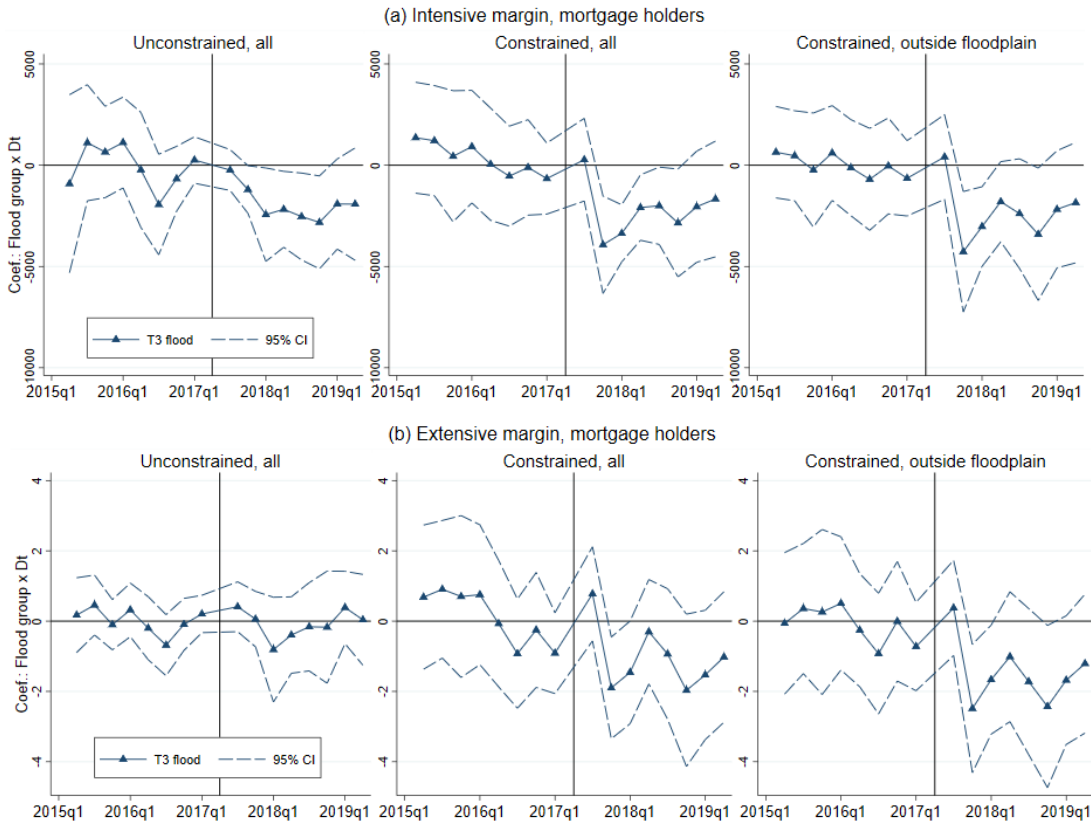 (a) Intensive margin, mortgage holders
Unconstrained, all
Constrained, all
Constrained, outside floodplain
Coef.: Flood group x Dt
5000
0
-5000
-10000
T3 flood
95% CI
2015q1 2016q1 2017q1 2018q1 2019q1
5000
0
-5000
-10000
2015q1 2016q1 2017q1 2018q1 2019q1
5000
0
-5000
-10000
2015q1 2016q1 2017q1 2018q1 2019q1
(b) Extensive margin, mortgage holders
Unconstrained, all
Constrained, all
Constrained, outside floodplain
Coef.: Flood group x Dt
4
2
0
-2
-4
T3 flood
95% CI
2015q1 2016q1 2017q1 2018q1 2019q1
4
2
0
-2
-4
2015q1 2016q1 2017q1 2018q1 2019q1
4
2
0
-2
-4
2015q1 2016q1 2017q1 2018q1 2019q1